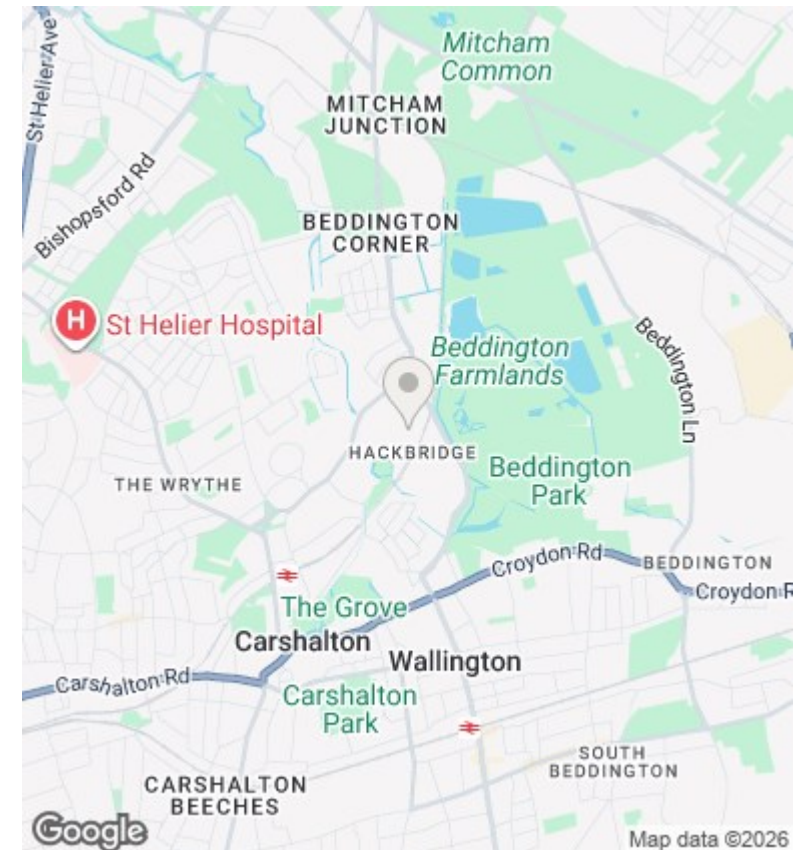 Mitcham
Common
MITCHAM
JUNCTION
St Helier Ave
Bishopsford Rd
BEDDINGTON
CORNER
H St Helier Hospital
Beddington
Farmlands
Beddington Ln
HACKBRIDGE
Beddington
Park
THE WRYTHE
Croydon Rd
BEDDINGTON
Croydon R
The Grove
Carshalton
Wallington
Carshalton Rd
Carshalton
Park
SOUTH
BEDDINGTON
CARSHALTON
BEECHES
Google
Map data ©2026